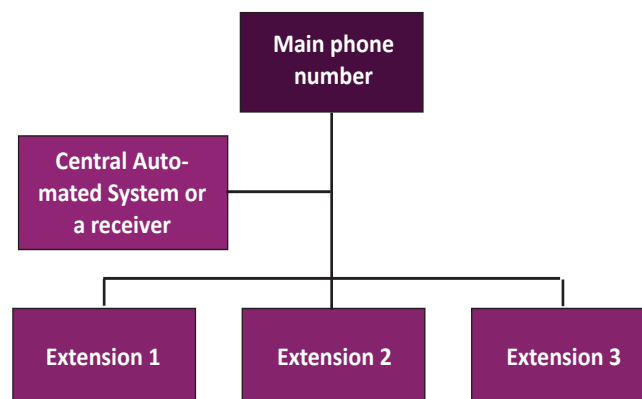 Main phone
number
Central Auto-
mated System or
a receiver
Extension 1
Extension 2
Extension 3